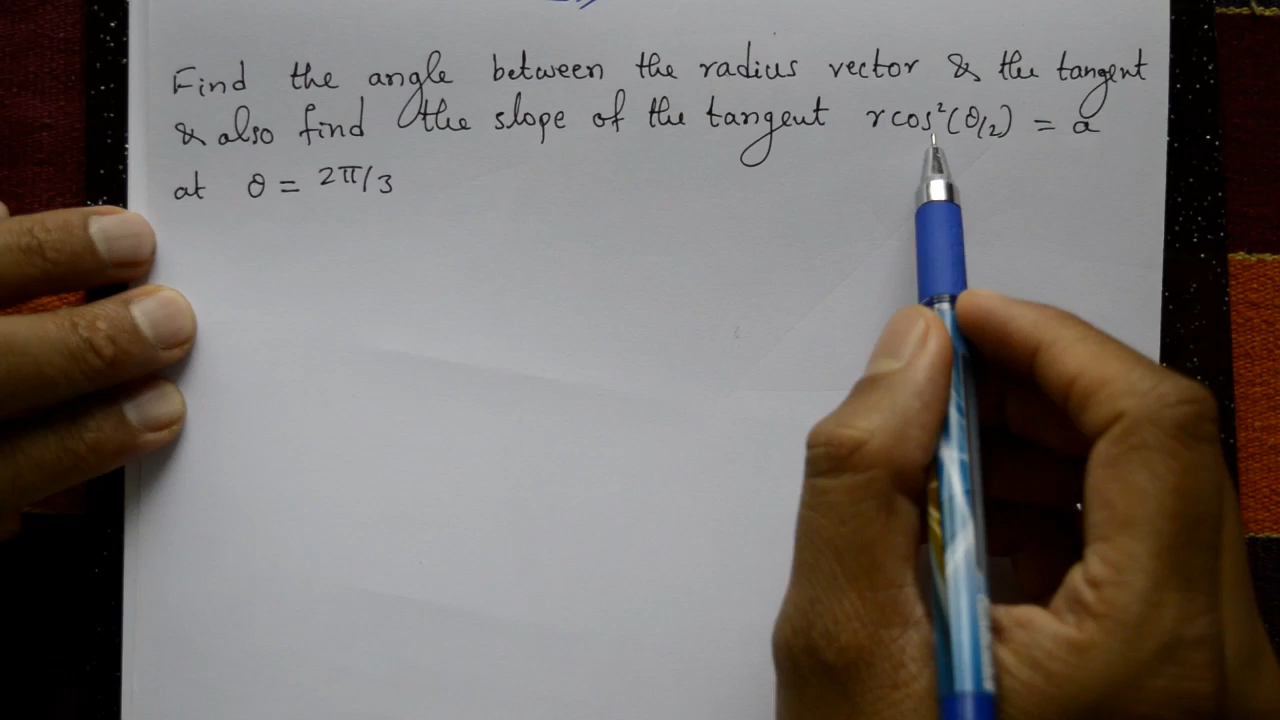 Find the angle between the radius vector & the tangent
& also find the slope of the tangent r cos²(θ/2) = a
at θ = 2π/3